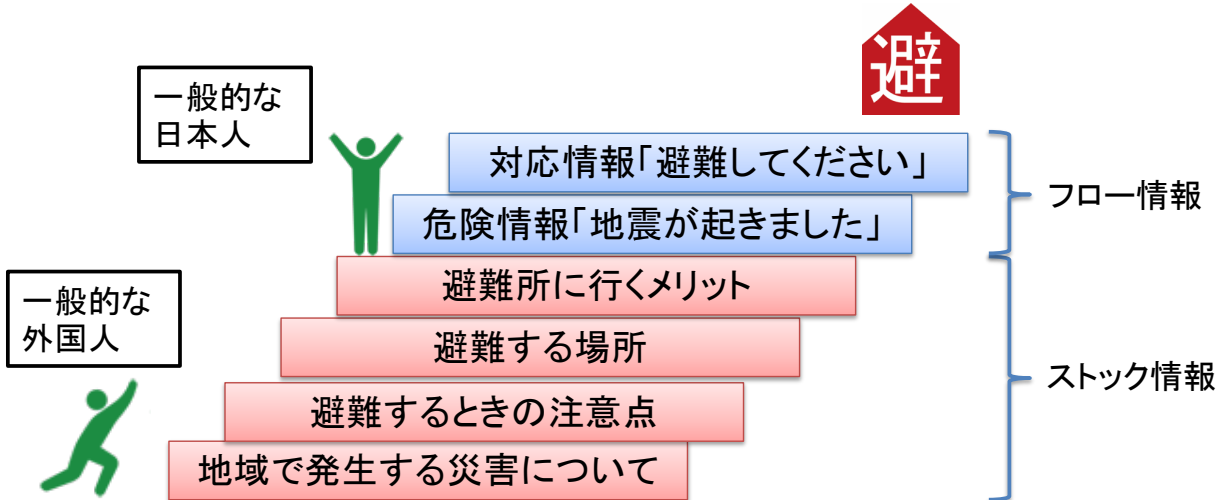 避
一般的な
日本人
対応情報「避難してください」
フロー情報
危険情報「地震が起きました」
避難所に行くメリット
一般的な
外国人
避難する場所
ストック情報
避難するときの注意点
地域で発生する災害について